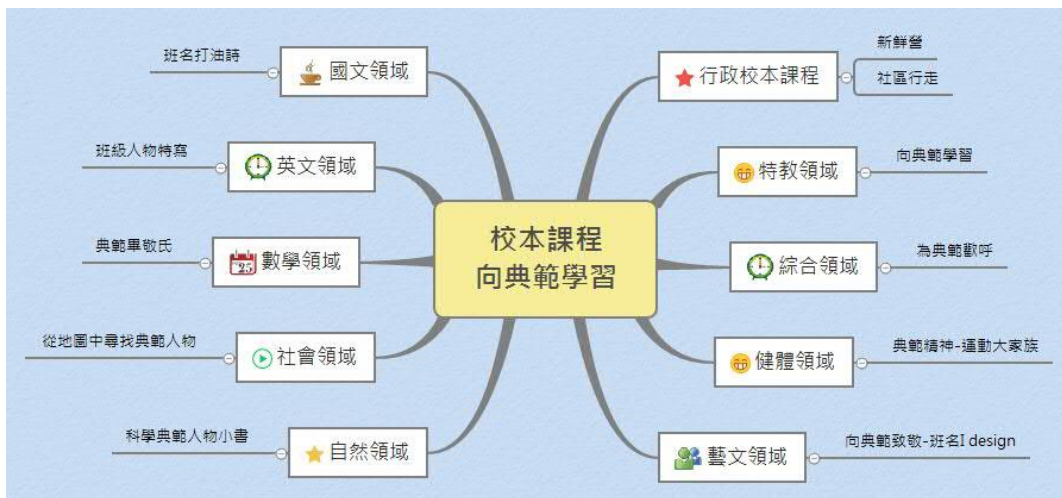 校本課程
向典範學習
國文領域
班名打油詩
英文領域
班級人物特寫
數學領域
典範畢敬氏
社會領域
從地圖中尋找典範人物
自然領域
科學典範人物小書
行政校本課程
新鮮營
社區行走
特教領域
向典範學習
綜合領域
為典範歡呼
健體領域
典範精神-運動大家族
藝文領域
向典範致敬-班名I design
25